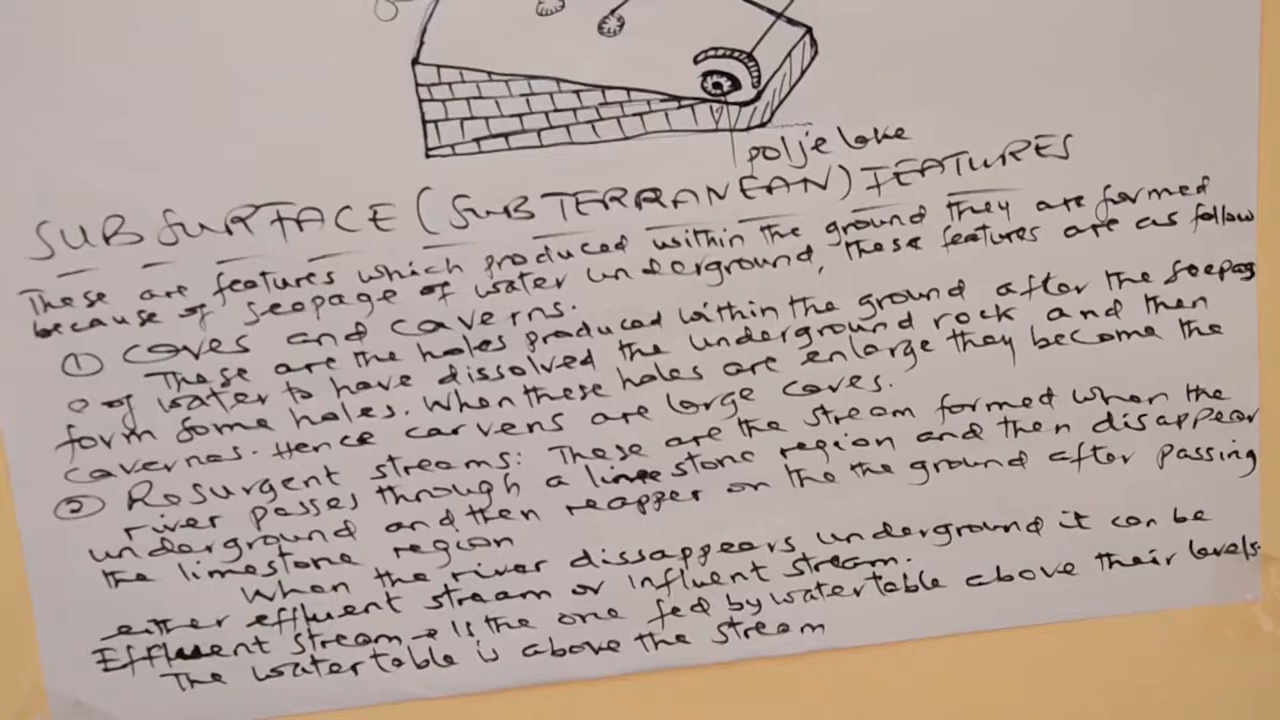 polje lake
SUBSURFACE (SUBTERRANEAN) FEATURES
These are features which produced within the ground they are formed
because of seepage of water underground, these features are as follow
① Caves and caverns.
These are the holes produced within the ground after the seepag
e of water to have dissolved the underground rock and then
form some holes. When these holes are enlarge they become the
cavernes. Hence carvens are large caves.
② Resurgent streams: These are the stream formed when the
river passes through a limestone region and then disappear
underground and then reapper on the the ground after passing
the limestone region
When the river dissappears underground it can be
either effluent stream or influent stream.
Effluent stream → Is the one fed by watertable above their levels.
The watertable is above the stream